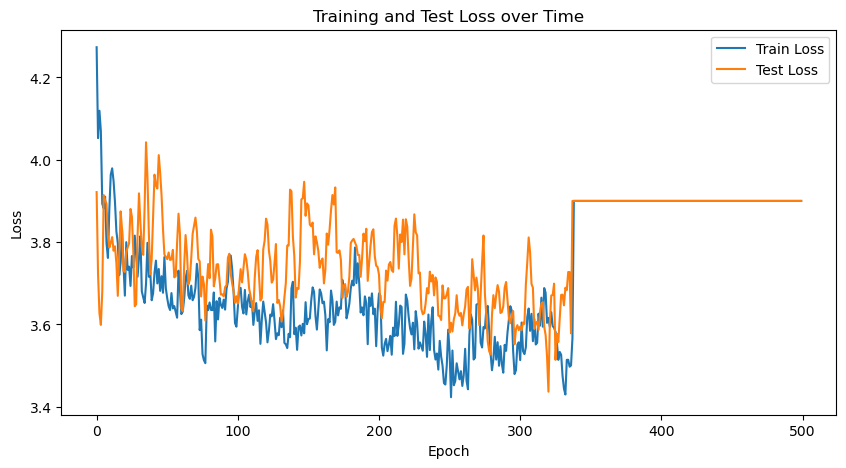 Training and Test Loss over Time
Train Loss
Test Loss
4.2
4.0
3.8
3.6
3.4
Loss
0
100
200
300
400
500
Epoch